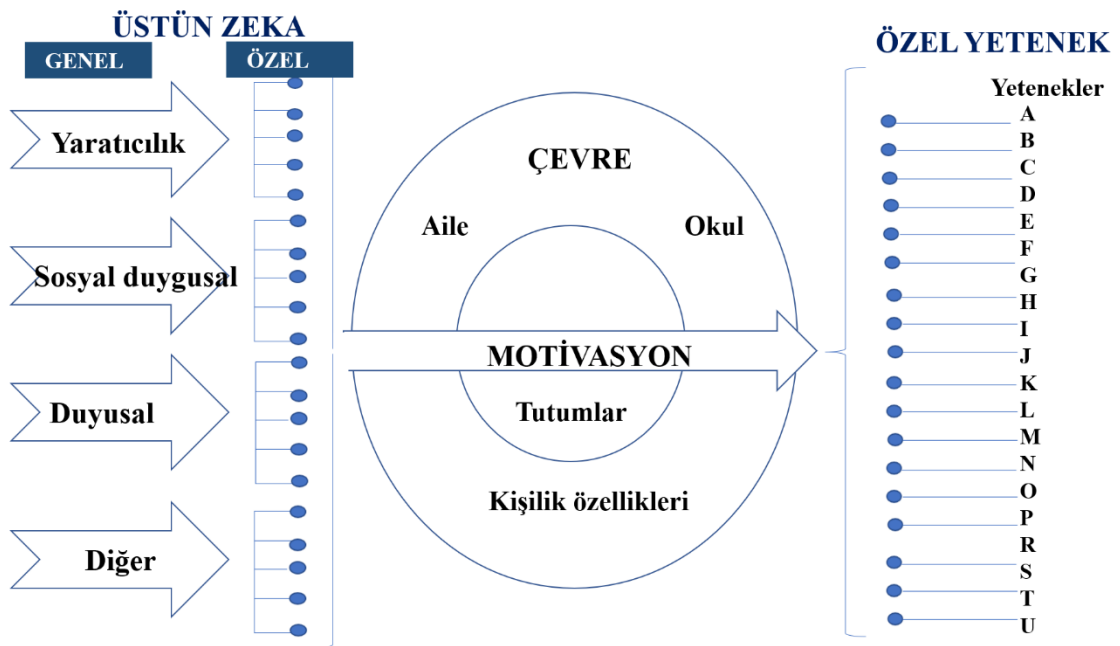 ÜSTÜN ZEKA
GENEL
ÖZEL
Yaratıcılık
Sosyal duygusal
Duyusal
Diğer
ÇEVRE
Aile
Okul
MOTİVASYON
Tutumlar
Kişilik özellikleri
ÖZEL YETENEK
Yetenekler
A
B
C
D
E
F
G
H
I
J
K
L
M
N
O
P
R
S
T
U